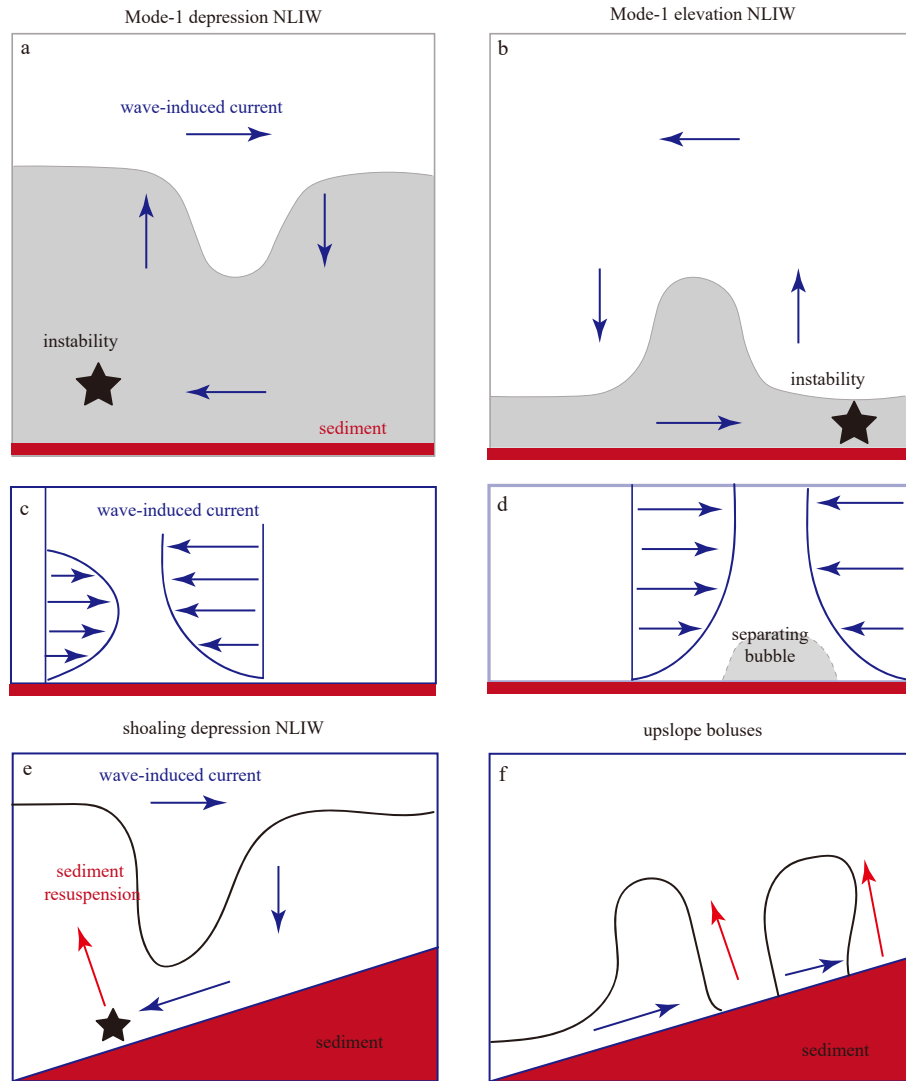 Mode-1 depression NLIW
Mode-1 elevation NLIW
a
wave-induced current
instability
sediment
b
instability
c
wave-induced current
d
separating
bubble
shoaling depression NLIW
upslope boluses
e
wave-induced current
sediment
resuspension
sediment
f
sediment